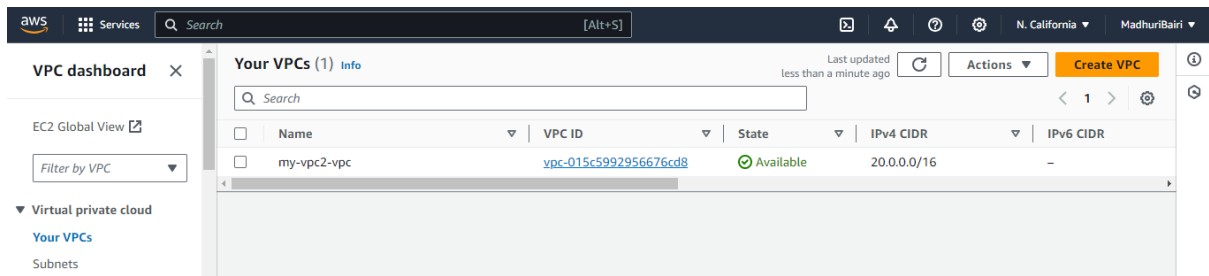 aws Services Search [Alt+S] N. California MadhuriBairi
VPC dashboard
EC2 Global View
Filter by VPC
Virtual private cloud
Your VPCs
Subnets
Your VPCs (1) Info
Last updated
less than a minute ago
Actions
Create VPC
Search
1
Name VPC ID State IPv4 CIDR IPv6 CIDR
my-vpc2-vpc vpc-015c5992956676cd8 Available 20.0.0.0/16 –